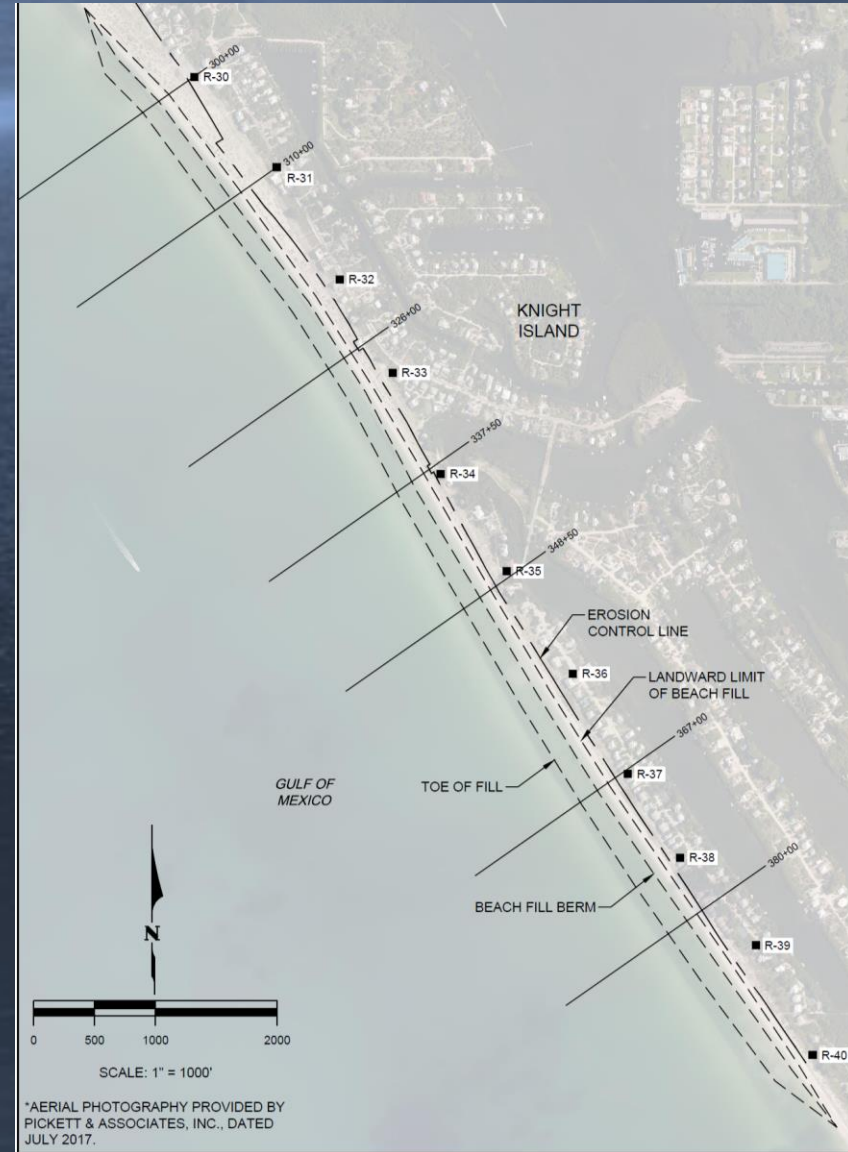 300+00
R-30
310+00
R-31
R-32
KNIGHT
ISLAND
326+00
R-33
337+50
R-34
348+50
R-35
EROSION
CONTROL LINE
R-36
LANDWARD LIMIT
OF BEACH FILL
367+00
R-37
GULF OF
MEXICO
TOE OF FILL
R-38
380+00
BEACH FILL BERM
N
R-39
0 500 1000 2000
R-40
SCALE: 1" = 1000'
*AERIAL PHOTOGRAPHY PROVIDED BY
PICKETT & ASSOCIATES, INC., DATED
JULY 2017.